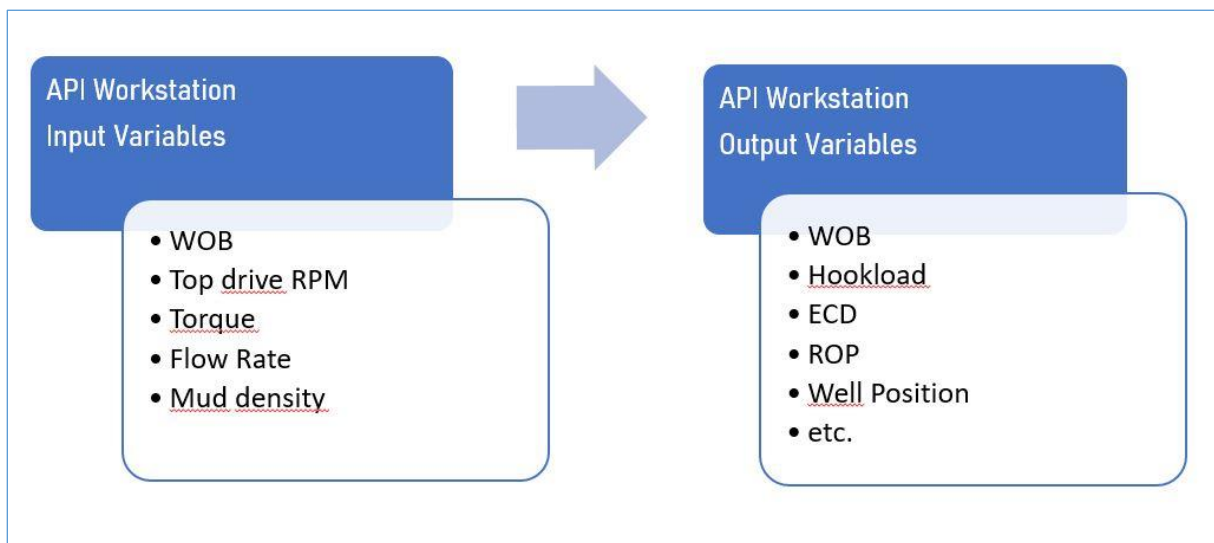 API Workstation
Input Variables
• WOB
• Top drive RPM
• Torque
• Flow Rate
• Mud density
API Workstation
Output Variables
• WOB
• Hookload
• ECD
• ROP
• Well Position
• etc.